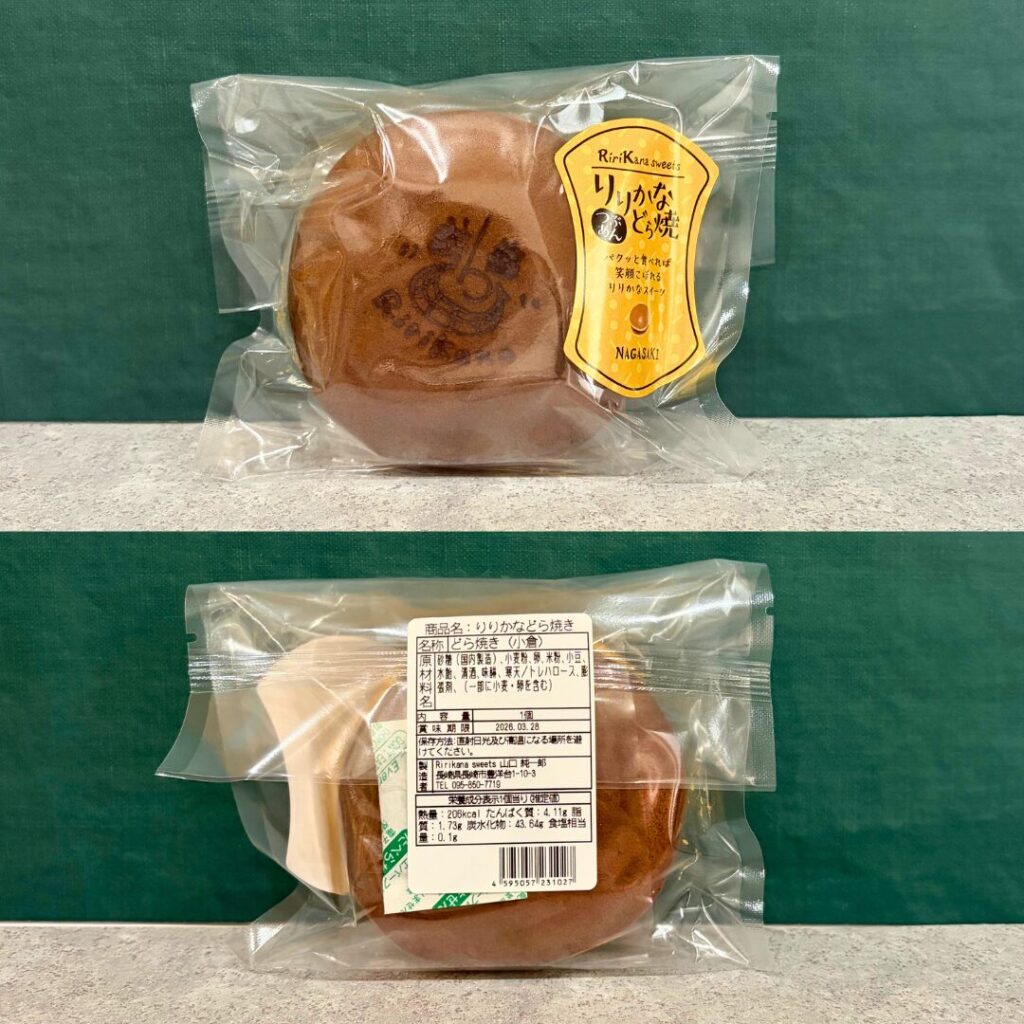 RiriKana sweets
りりかな
どら焼
つぶ
あん
パクッと食べれば
笑顔こぼれる
りりかなスイーツ
NAGASAKI
RiriKana
商品名：りりかなどら焼き
名称 どら焼き（小倉）
原材料名 砂糖（国内製造）、小麦粉、卵、米粉、小豆、
水飴、清酒、味醂、寒天／トレハロース、膨
張剤、（一部に小麦・卵を含む）
内容量 1個
賞味期限 2026.03.28
保存方法：直射日光及び高温になる場所を避
けてください。
製造者 Ririkana sweets 山口 純一郎
長崎県長崎市豊洋台1-10-3
TEL 095-850-7719
栄養成分表示1個当り（推定値）
熱量：206kcal たんぱく質：4.11g 脂
質：1.73g 炭水化物：43.64g 食塩相当
量：0.1g
4 595057 231027